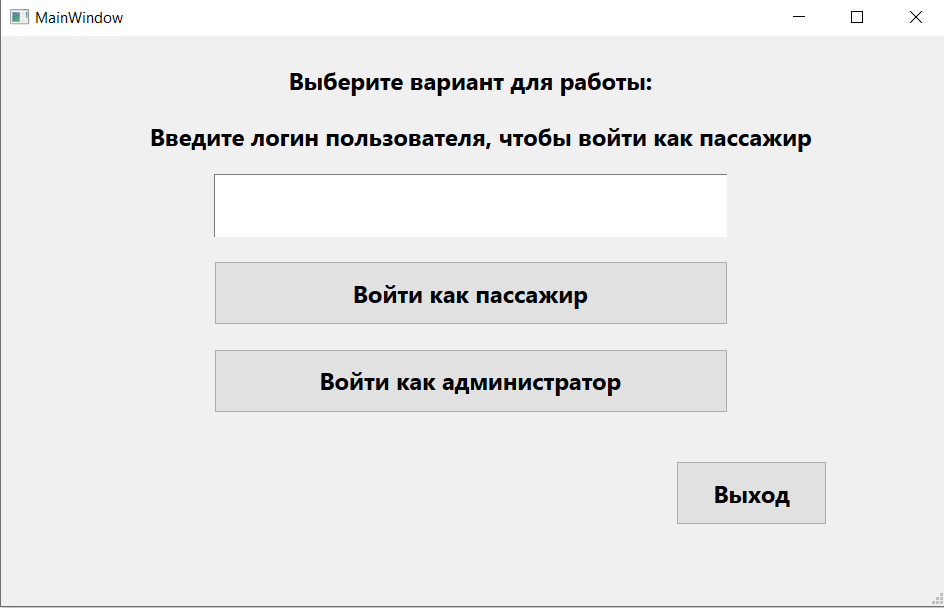 MainWindow
Выберите вариант для работы:
Введите логин пользователя, чтобы войти как пассажир
Войти как пассажир
Войти как администратор
Выход